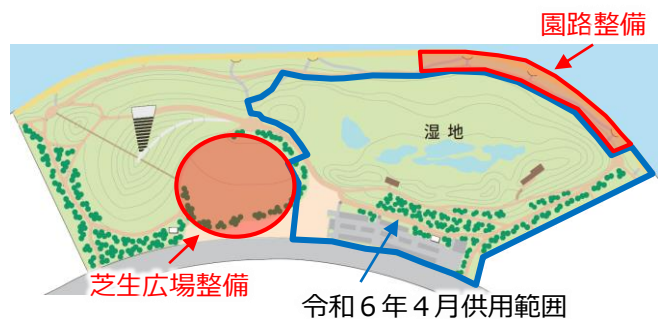 園路整備
湿地
芝生広場整備
令和６年４月供用範囲